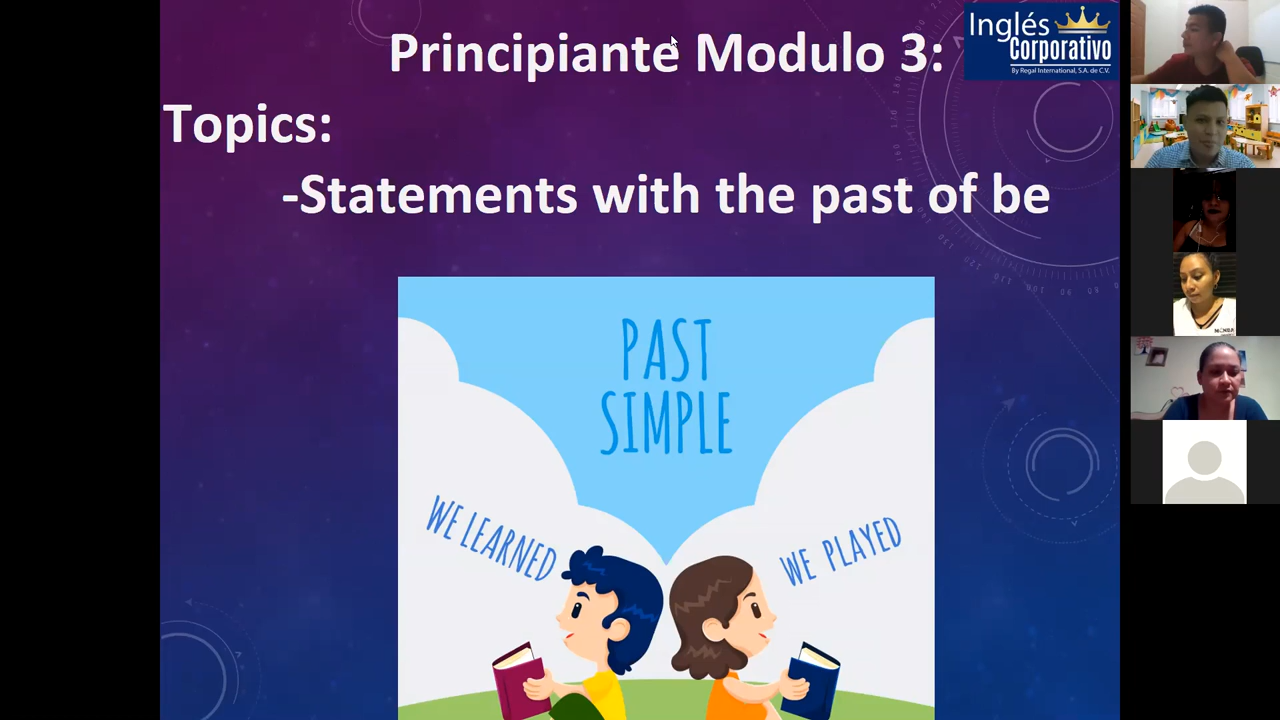 Principiante Modulo 3:
Inglés
Corporativo
By Regal International, S.A. de C.V.
Topics:
-Statements with the past of be
PAST
SIMPLE
WE LEARNED
WE PLAYED